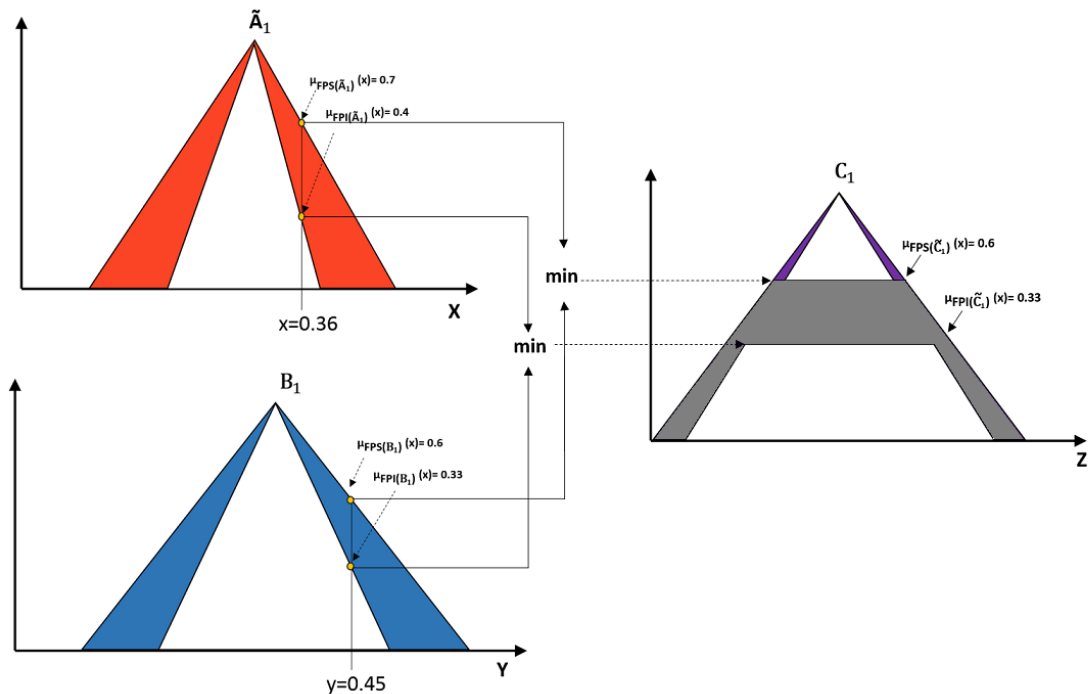 Ã₁
μFPS(Ã₁) (x)= 0.7
μFPI(Ã₁) (x)= 0.4
X
x=0.36
B₁
μFPS(B₁) (x)= 0.6
μFPI(B₁) (x)= 0.33
Y
y=0.45
min
min
C₁
μFPS(C̃₁) (x)= 0.6
μFPI(C̃₁) (x)= 0.33
Z